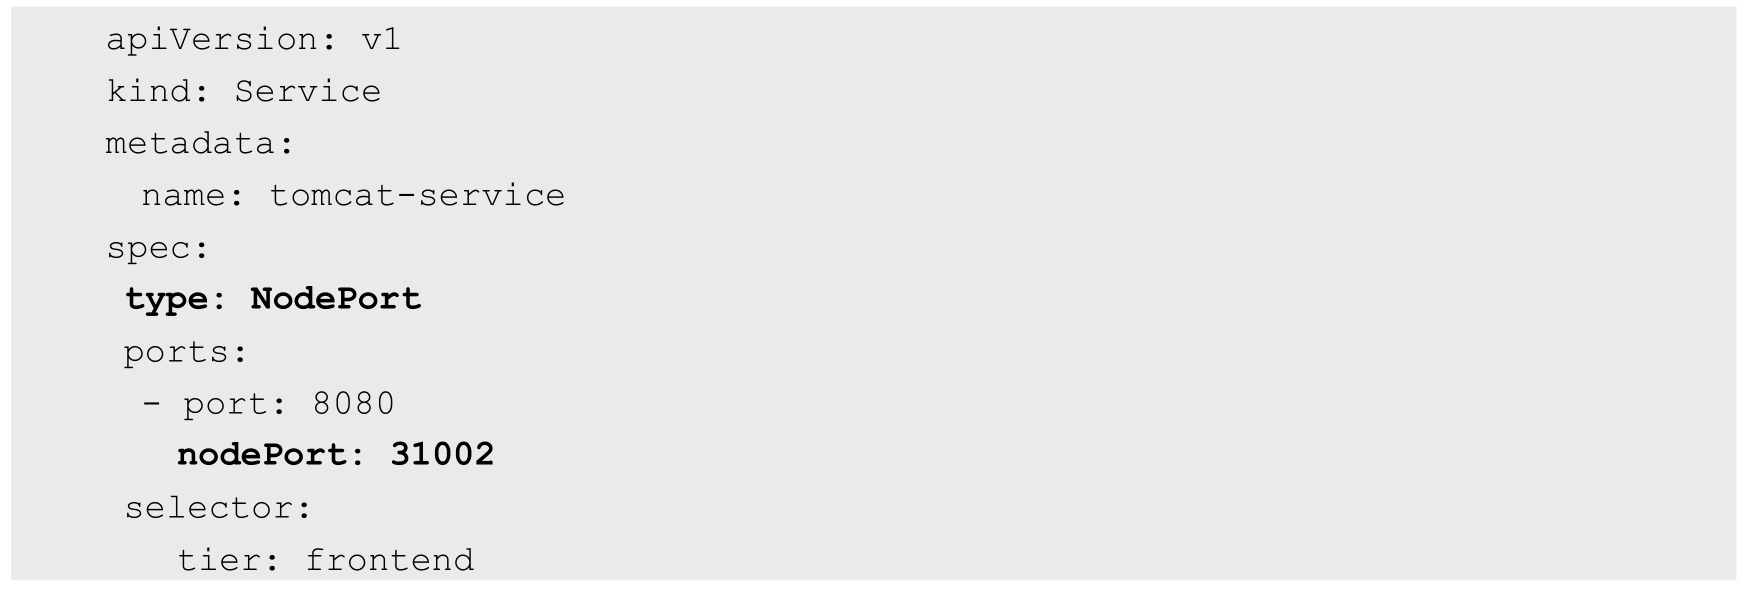 apiVersion: v1
kind: Service
metadata:
  name: tomcat-service
spec:
 type: NodePort
 ports:
  - port: 8080
    nodePort: 31002
 selector:
    tier: frontend